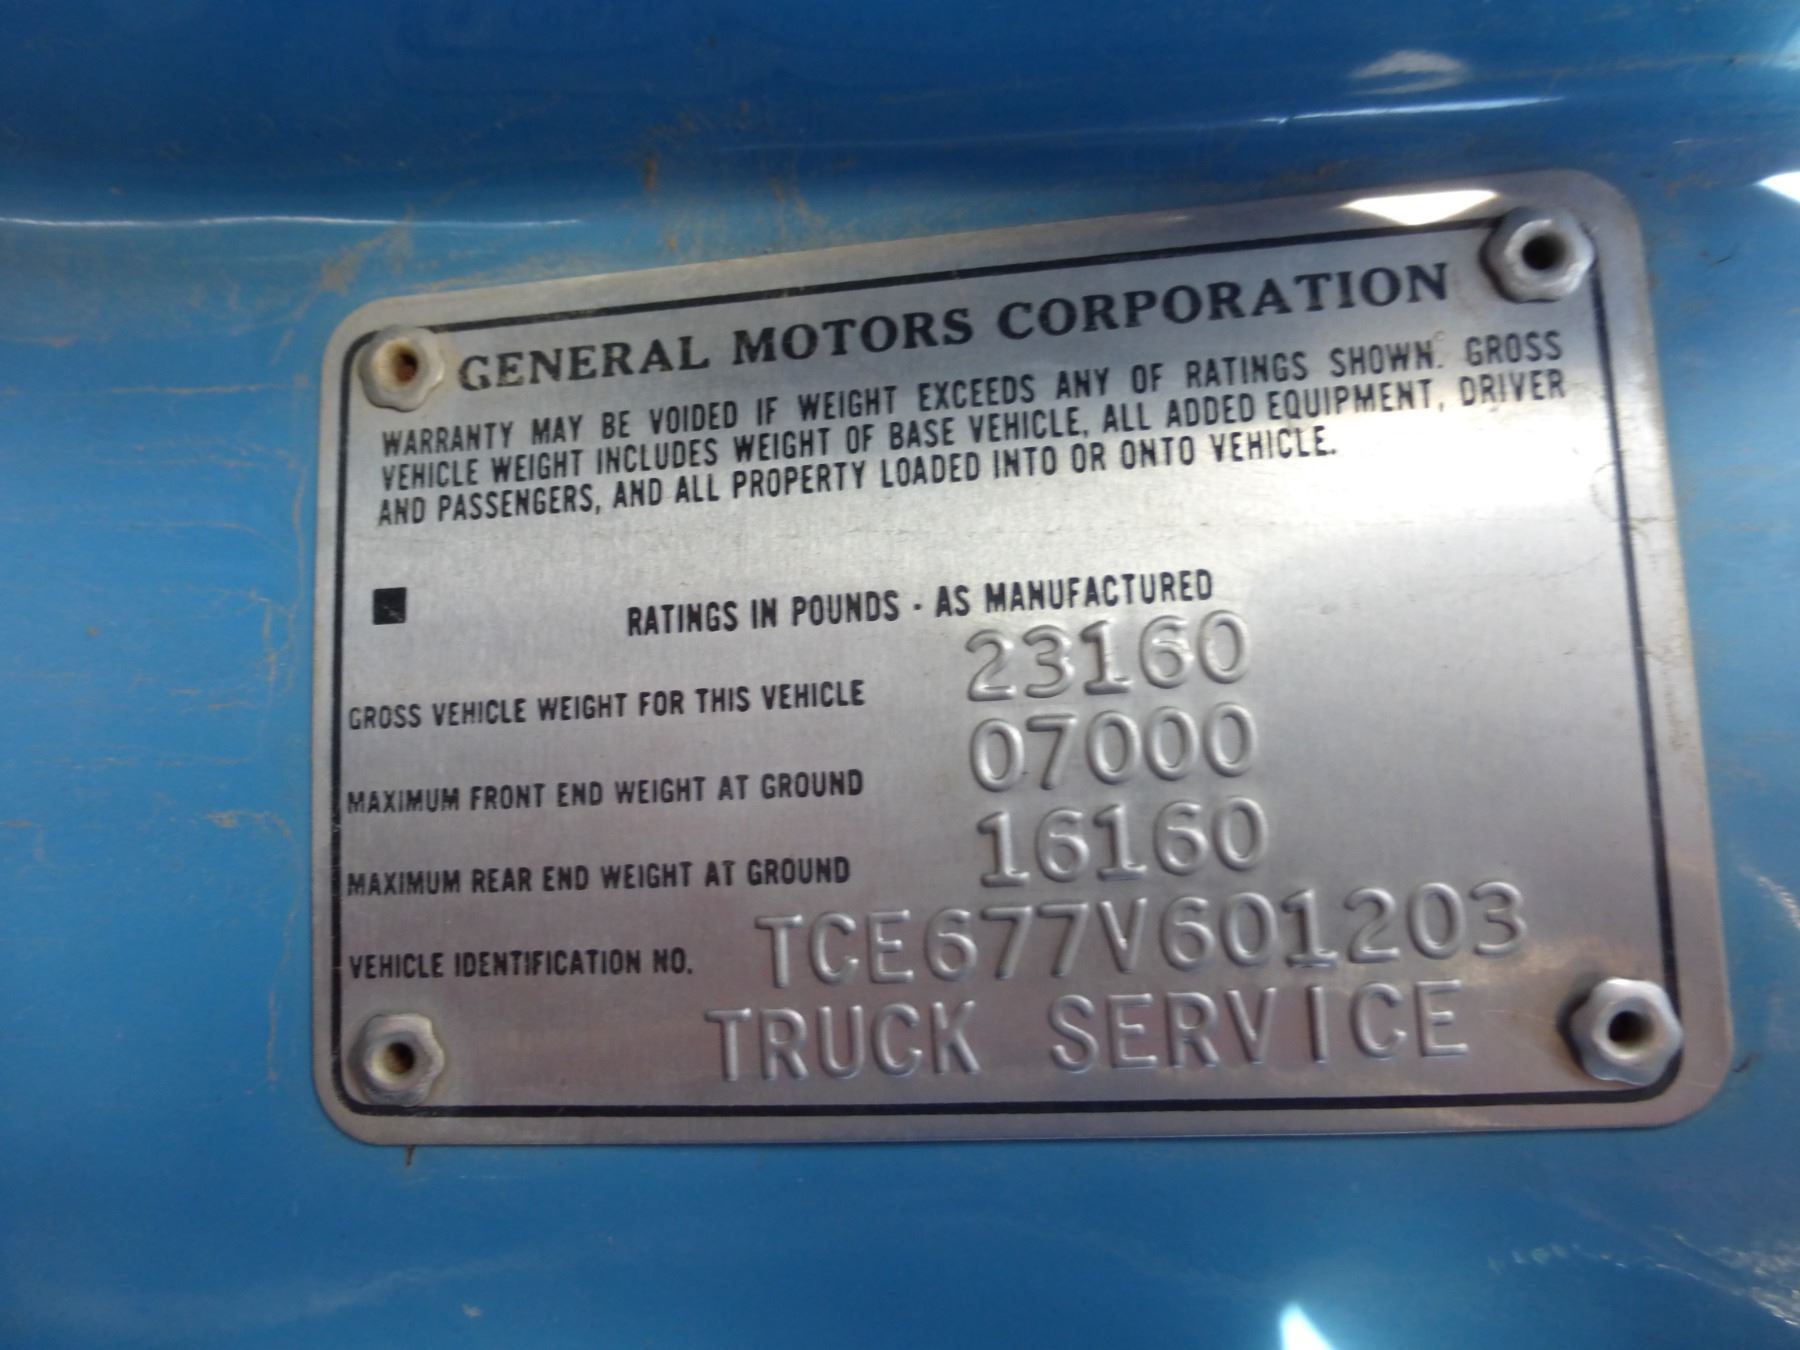 GENERAL MOTORS CORPORATION
WARRANTY MAY BE VOIDED IF WEIGHT EXCEEDS ANY OF RATINGS SHOWN. GROSS
VEHICLE WEIGHT INCLUDES WEIGHT OF BASE VEHICLE, ALL ADDED EQUIPMENT, DRIVER
AND PASSENGERS, AND ALL PROPERTY LOADED INTO OR ONTO VEHICLE.
RATINGS IN POUNDS - AS MANUFACTURED
GROSS VEHICLE WEIGHT FOR THIS VEHICLE 23160
MAXIMUM FRONT END WEIGHT AT GROUND 07000
MAXIMUM REAR END WEIGHT AT GROUND 16160
VEHICLE IDENTIFICATION NO. TCE677V601203
TRUCK SERVICE